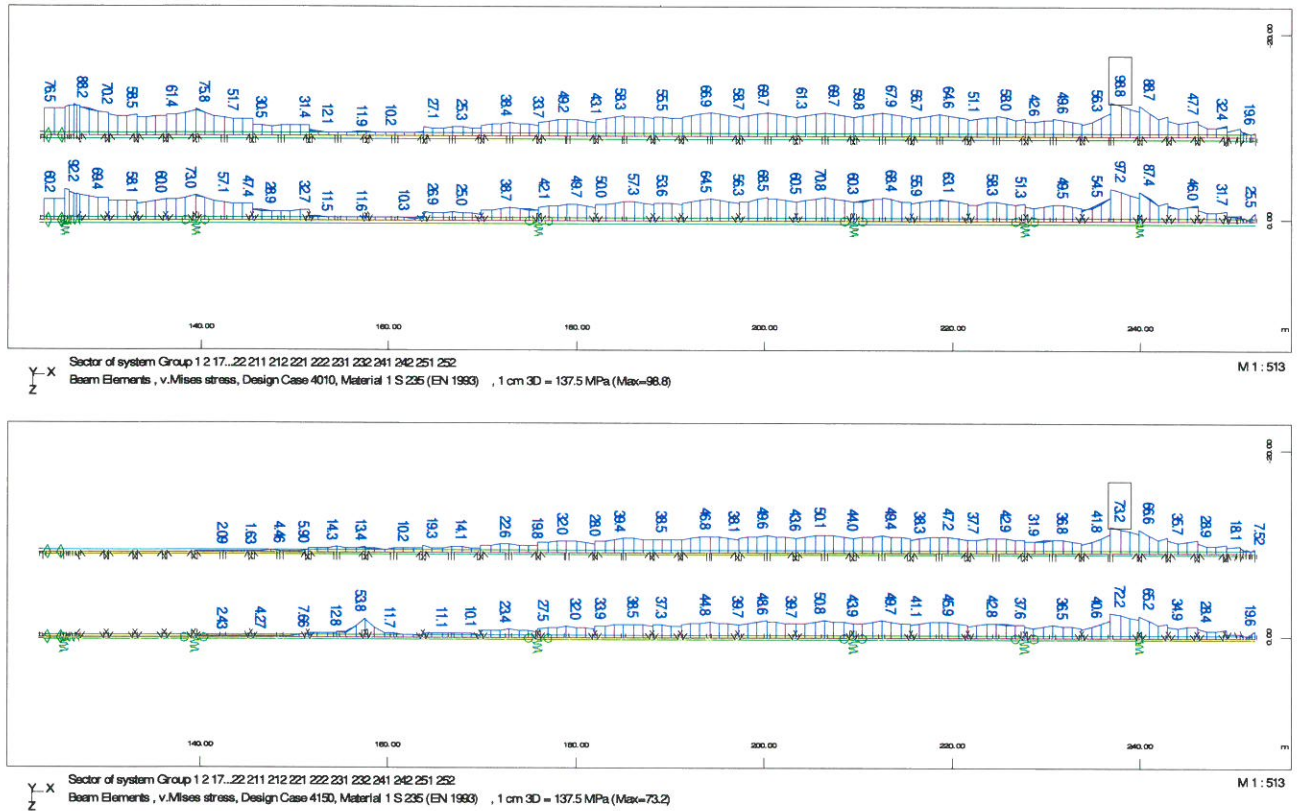 76.5 88.2 70.2 58.5 61.4 75.8 51.7 30.5 31.4 12.1 11.9 10.2 27.1 25.3 38.4 33.7 49.2 43.1 58.3 55.5 66.9 58.7 69.7 61.3 69.7 59.8 67.9 56.7 64.6 51.1 58.0 42.6 49.6 56.3 98.8 88.7 47.7 32.4 19.6
-20.00
60.2 92.2 69.4 58.1 60.0 73.0 57.1 47.4 28.9 32.7 11.5 11.6 10.3 26.9 25.0 38.7 42.1 49.7 50.0 57.3 53.6 64.5 56.3 68.5 60.5 70.8 60.3 68.4 55.9 63.1 58.3 51.3 49.5 54.5 97.2 87.4 46.0 31.7 25.5
0.00
140.00 160.00 180.00 200.00 220.00 240.00 m
Y X Z
Sector of system Group 1 2 17...22 211 212 221 222 231 232 241 242 251 252
M 1 : 513
Beam Elements , v.Mises stress, Design Case 4010, Material 1 S 235 (EN 1993) , 1 cm 3D = 137.5 MPa (Max=98.8)
2.09 1.63 4.46 5.90 14.3 13.4 10.2 19.3 14.1 22.6 19.8 32.0 28.0 39.4 38.5 46.8 38.1 49.6 43.6 50.1 44.0 49.4 38.3 47.2 37.7 42.9 31.9 36.8 41.8 73.2 66.6 35.7 28.9 18.1 7.52
-20.00
2.43 4.27 7.66 12.8 53.8 11.7 11.1 10.1 23.4 27.5 32.0 33.9 38.5 37.3 44.8 39.7 48.6 39.7 50.8 43.9 49.7 41.1 45.9 42.8 37.6 36.5 40.6 72.2 65.2 34.9 28.4 19.6
0.00
140.00 160.00 180.00 200.00 220.00 240.00 m
Y X Z
Sector of system Group 1 2 17...22 211 212 221 222 231 232 241 242 251 252
M 1 : 513
Beam Elements , v.Mises stress, Design Case 4150, Material 1 S 235 (EN 1993) , 1 cm 3D = 137.5 MPa (Max=73.2)